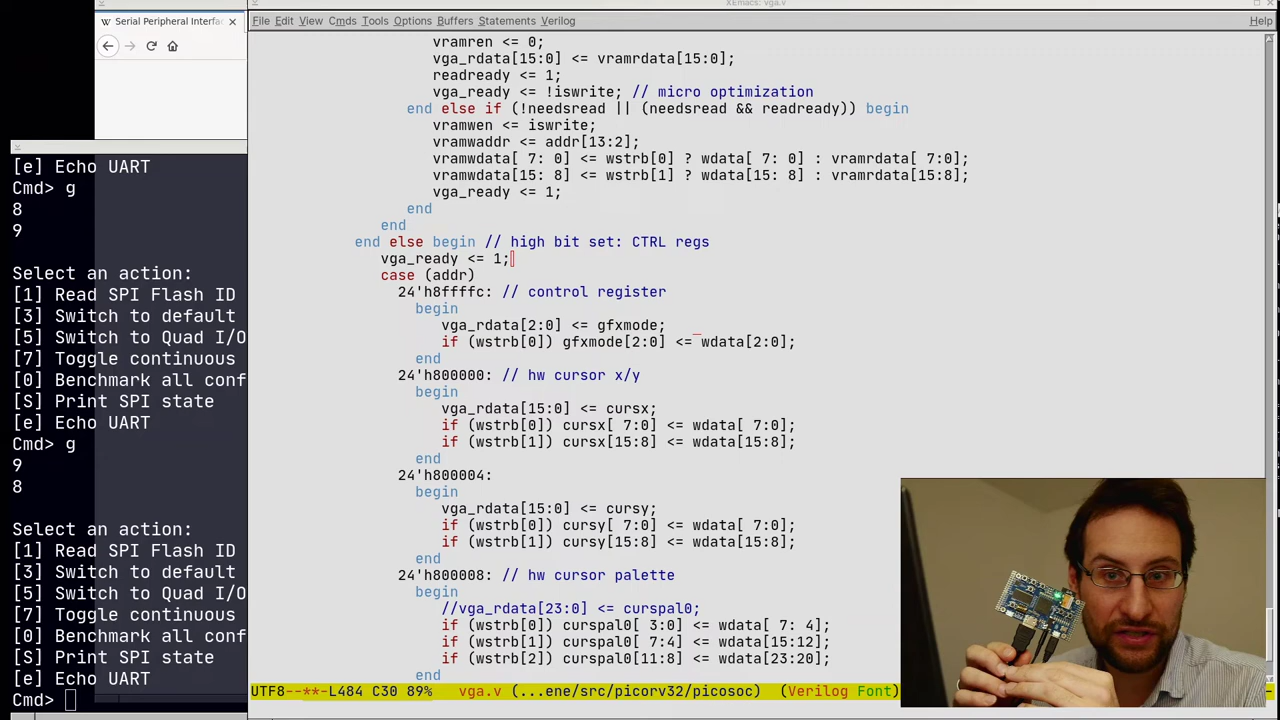 XEmacs: vga.v
Serial Peripheral Interfac
File Edit View Cmds Tools Options Buffers Statements Verilog Help
[e] Echo UART
Cmd> g
8
9
Select an action:
[1] Read SPI Flash ID
[3] Switch to default
[5] Switch to Quad I/O
[7] Toggle continuous
[0] Benchmark all conf
[S] Print SPI state
[e] Echo UART
Cmd> g
9
8
Select an action:
[1] Read SPI Flash ID
[3] Switch to default
[5] Switch to Quad I/O
[7] Toggle continuous
[0] Benchmark all conf
[S] Print SPI state
[e] Echo UART
Cmd>
vramren <= 0;
vga_rdata[15:0] <= vramrdata[15:0];
readready <= 1;
vga_ready <= !iswrite; // micro optimization
end else if (!needsread || (needsread && readready)) begin
vramwen <= iswrite;
vramwaddr <= addr[13:2];
vramwdata[ 7: 0] <= wstrb[0] ? wdata[ 7: 0] : vramrdata[ 7:0];
vramwdata[15: 8] <= wstrb[1] ? wdata[15: 8] : vramrdata[15:8];
vga_ready <= 1;
end
end
end else begin // high bit set: CTRL regs
vga_ready <= 1;
case (addr)
24'h8ffffc: // control register
begin
vga_rdata[2:0] <= gfxmode;
if (wstrb[0]) gfxmode[2:0] <= wdata[2:0];
end
24'h800000: // hw cursor x/y
begin
vga_rdata[15:0] <= cursx;
if (wstrb[0]) cursx[ 7:0] <= wdata[ 7:0];
if (wstrb[1]) cursx[15:8] <= wdata[15:8];
end
24'h800004:
begin
vga_rdata[15:0] <= cursy;
if (wstrb[0]) cursy[ 7:0] <= wdata[ 7:0];
if (wstrb[1]) cursy[15:8] <= wdata[15:8];
end
24'h800008: // hw cursor palette
begin
//vga_rdata[23:0] <= curspal0;
if (wstrb[0]) curspal0[ 3:0] <= wdata[ 7: 4];
if (wstrb[1]) curspal0[ 7:4] <= wdata[15:12];
if (wstrb[2]) curspal0[11:8] <= wdata[23:20];
end
UTF8--**-L484 C30 89% vga.v (...ene/src/picorv32/picosoc) (Verilog Font)